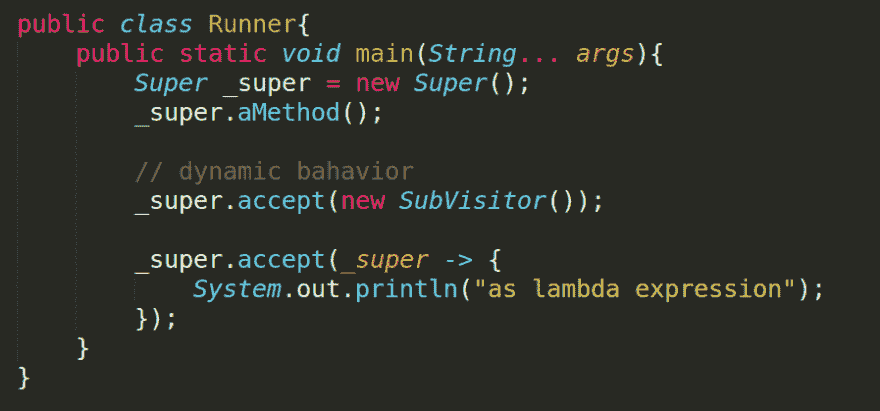 public class Runner{
    public static void main(String... args){
        Super _super = new Super();
        _super.aMethod();

        // dynamic bahavior
        _super.accept(new SubVisitor());

        _super.accept(_super -> {
            System.out.println("as lambda expression");
        });
    }
}